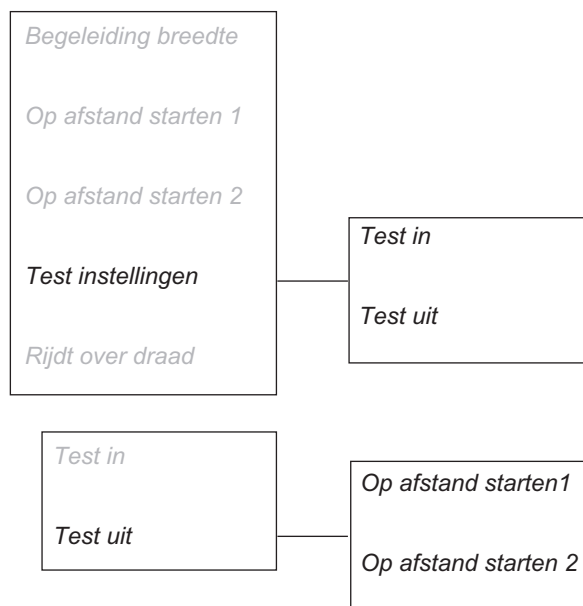 Begeleiding breedte
Op afstand starten 1
Op afstand starten 2
Test instellingen
Rijdt over draad
Test in
Test uit
Test in
Test uit
Op afstand starten1
Op afstand starten 2